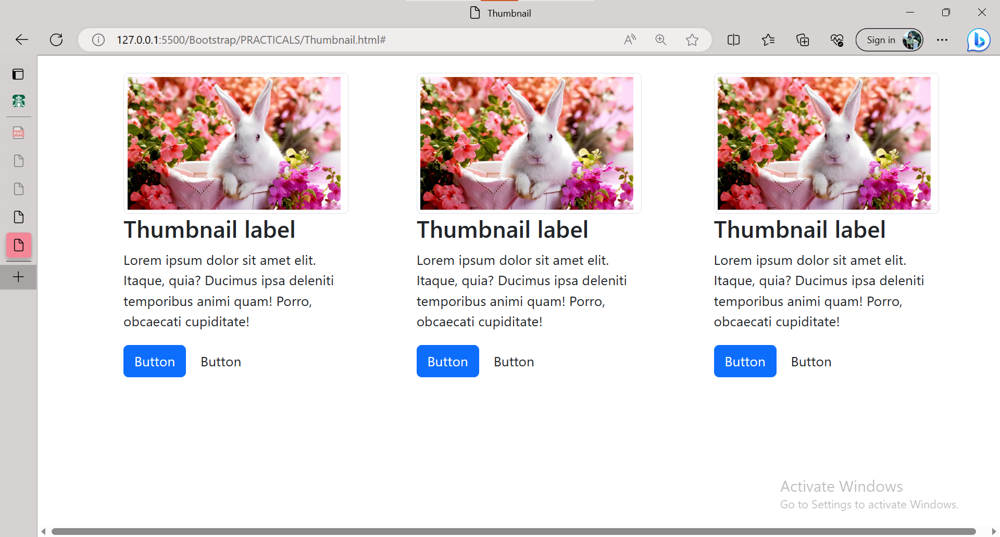 Thumbnail
127.0.0.1:5500/Bootstrap/PRACTICALS/Thumbnail.html#
A
Sign in
PDF
Thumbnail label
Lorem ipsum dolor sit amet elit.
Itaque, quia? Ducimus ipsa deleniti
temporibus animi quam! Porro,
obcaecati cupiditate!
Button Button
Thumbnail label
Lorem ipsum dolor sit amet elit.
Itaque, quia? Ducimus ipsa deleniti
temporibus animi quam! Porro,
obcaecati cupiditate!
Button Button
Thumbnail label
Lorem ipsum dolor sit amet elit.
Itaque, quia? Ducimus ipsa deleniti
temporibus animi quam! Porro,
obcaecati cupiditate!
Button Button
Activate Windows
Go to Settings to activate Windows.